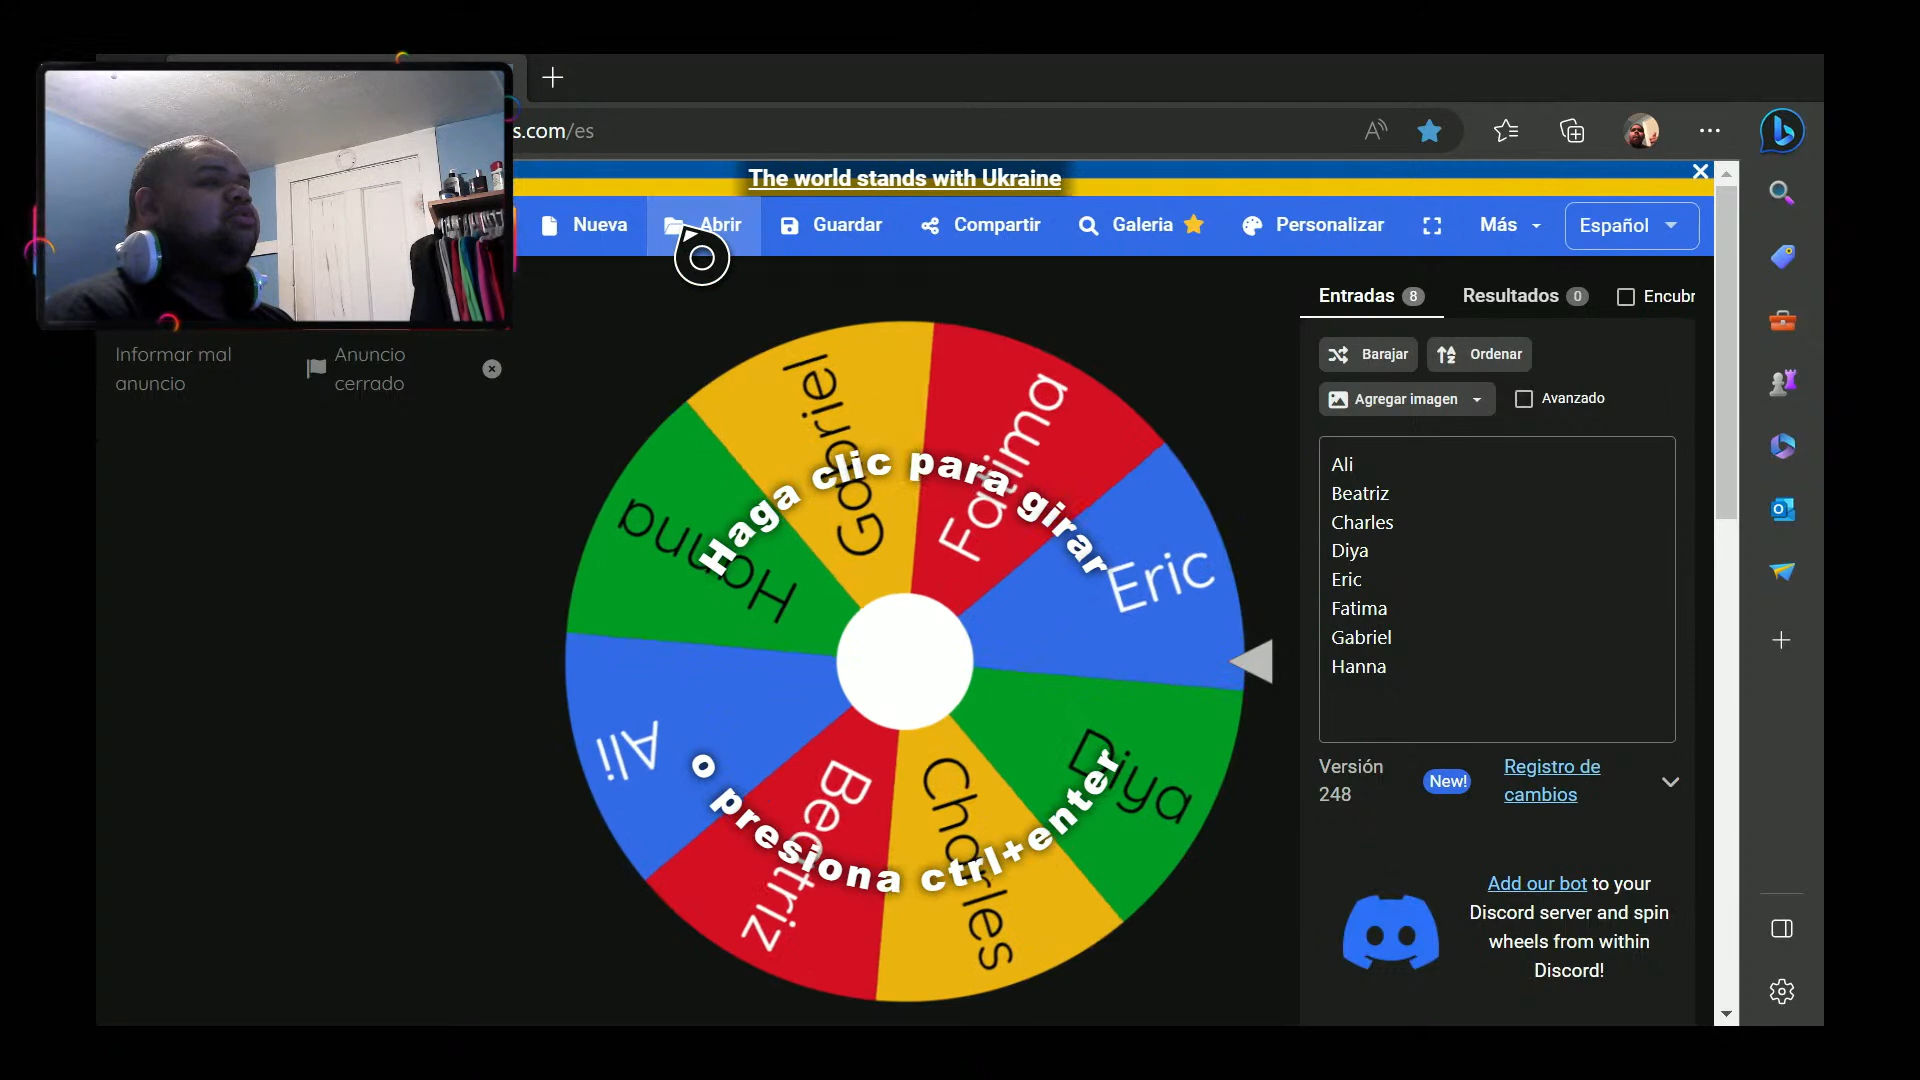 s.com/es
The world stands with Ukraine
Nueva
Abrir
Guardar
Compartir
Galeria
Personalizar
Más
Español
Entradas 8
Resultados 0
Encubr
Informar mal
anuncio
Anuncio
cerrado
Barajar
Ordenar
Agregar imagen
Avanzado
Haga clic para girar
o presiona ctrl+enter
Gabriel
Fatima
Eric
Diya
Charles
Beatriz
Ali
Hanna
Ali
Beatriz
Charles
Diya
Eric
Fatima
Gabriel
Hanna
Versión
248
New!
Registro de
cambios
Add our bot to your
Discord server and spin
wheels from within
Discord!